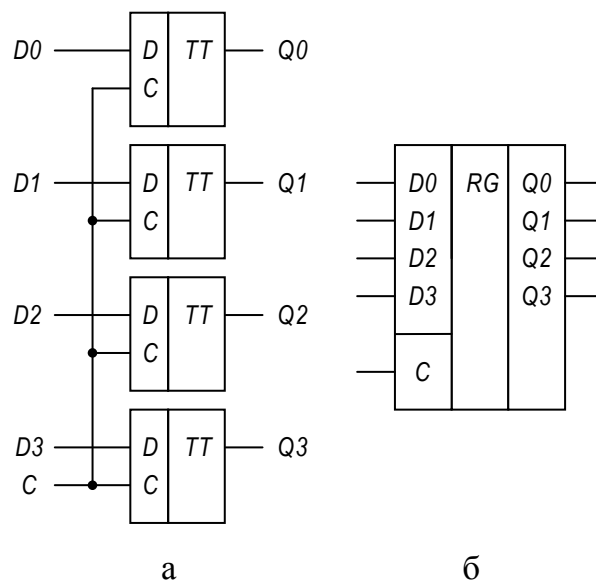 D0 D TT Q0
C
D1 D TT Q1
C
D2 D TT Q2
C
D3 D TT Q3
C C
D0 RG Q0
D1 Q1
D2 Q2
D3 Q3
C
а б